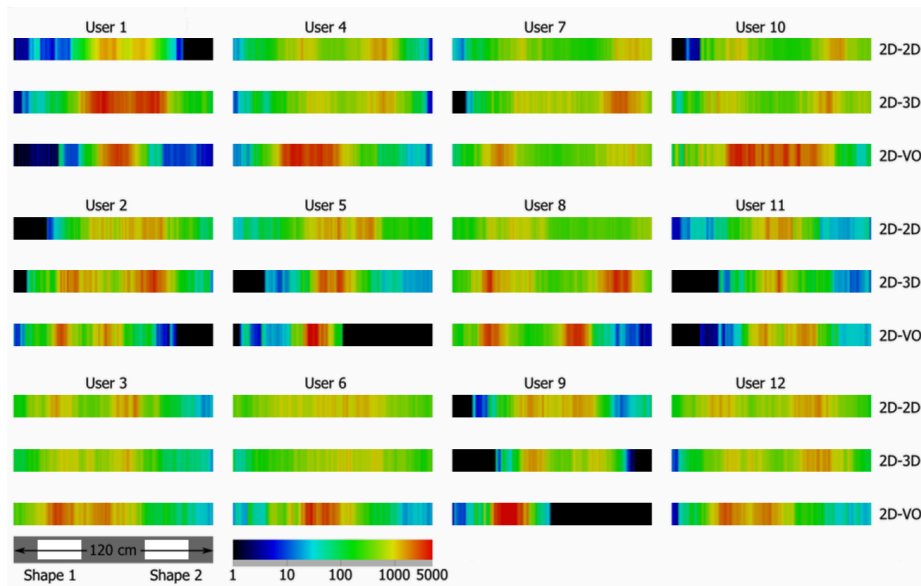 User 1 User 4 User 7 User 10
2D-2D
2D-3D
2D-VO
User 2 User 5 User 8 User 11
2D-2D
2D-3D
2D-VO
User 3 User 6 User 9 User 12
2D-2D
2D-3D
2D-VO
120 cm
Shape 1 Shape 2
1 10 100 1000 5000